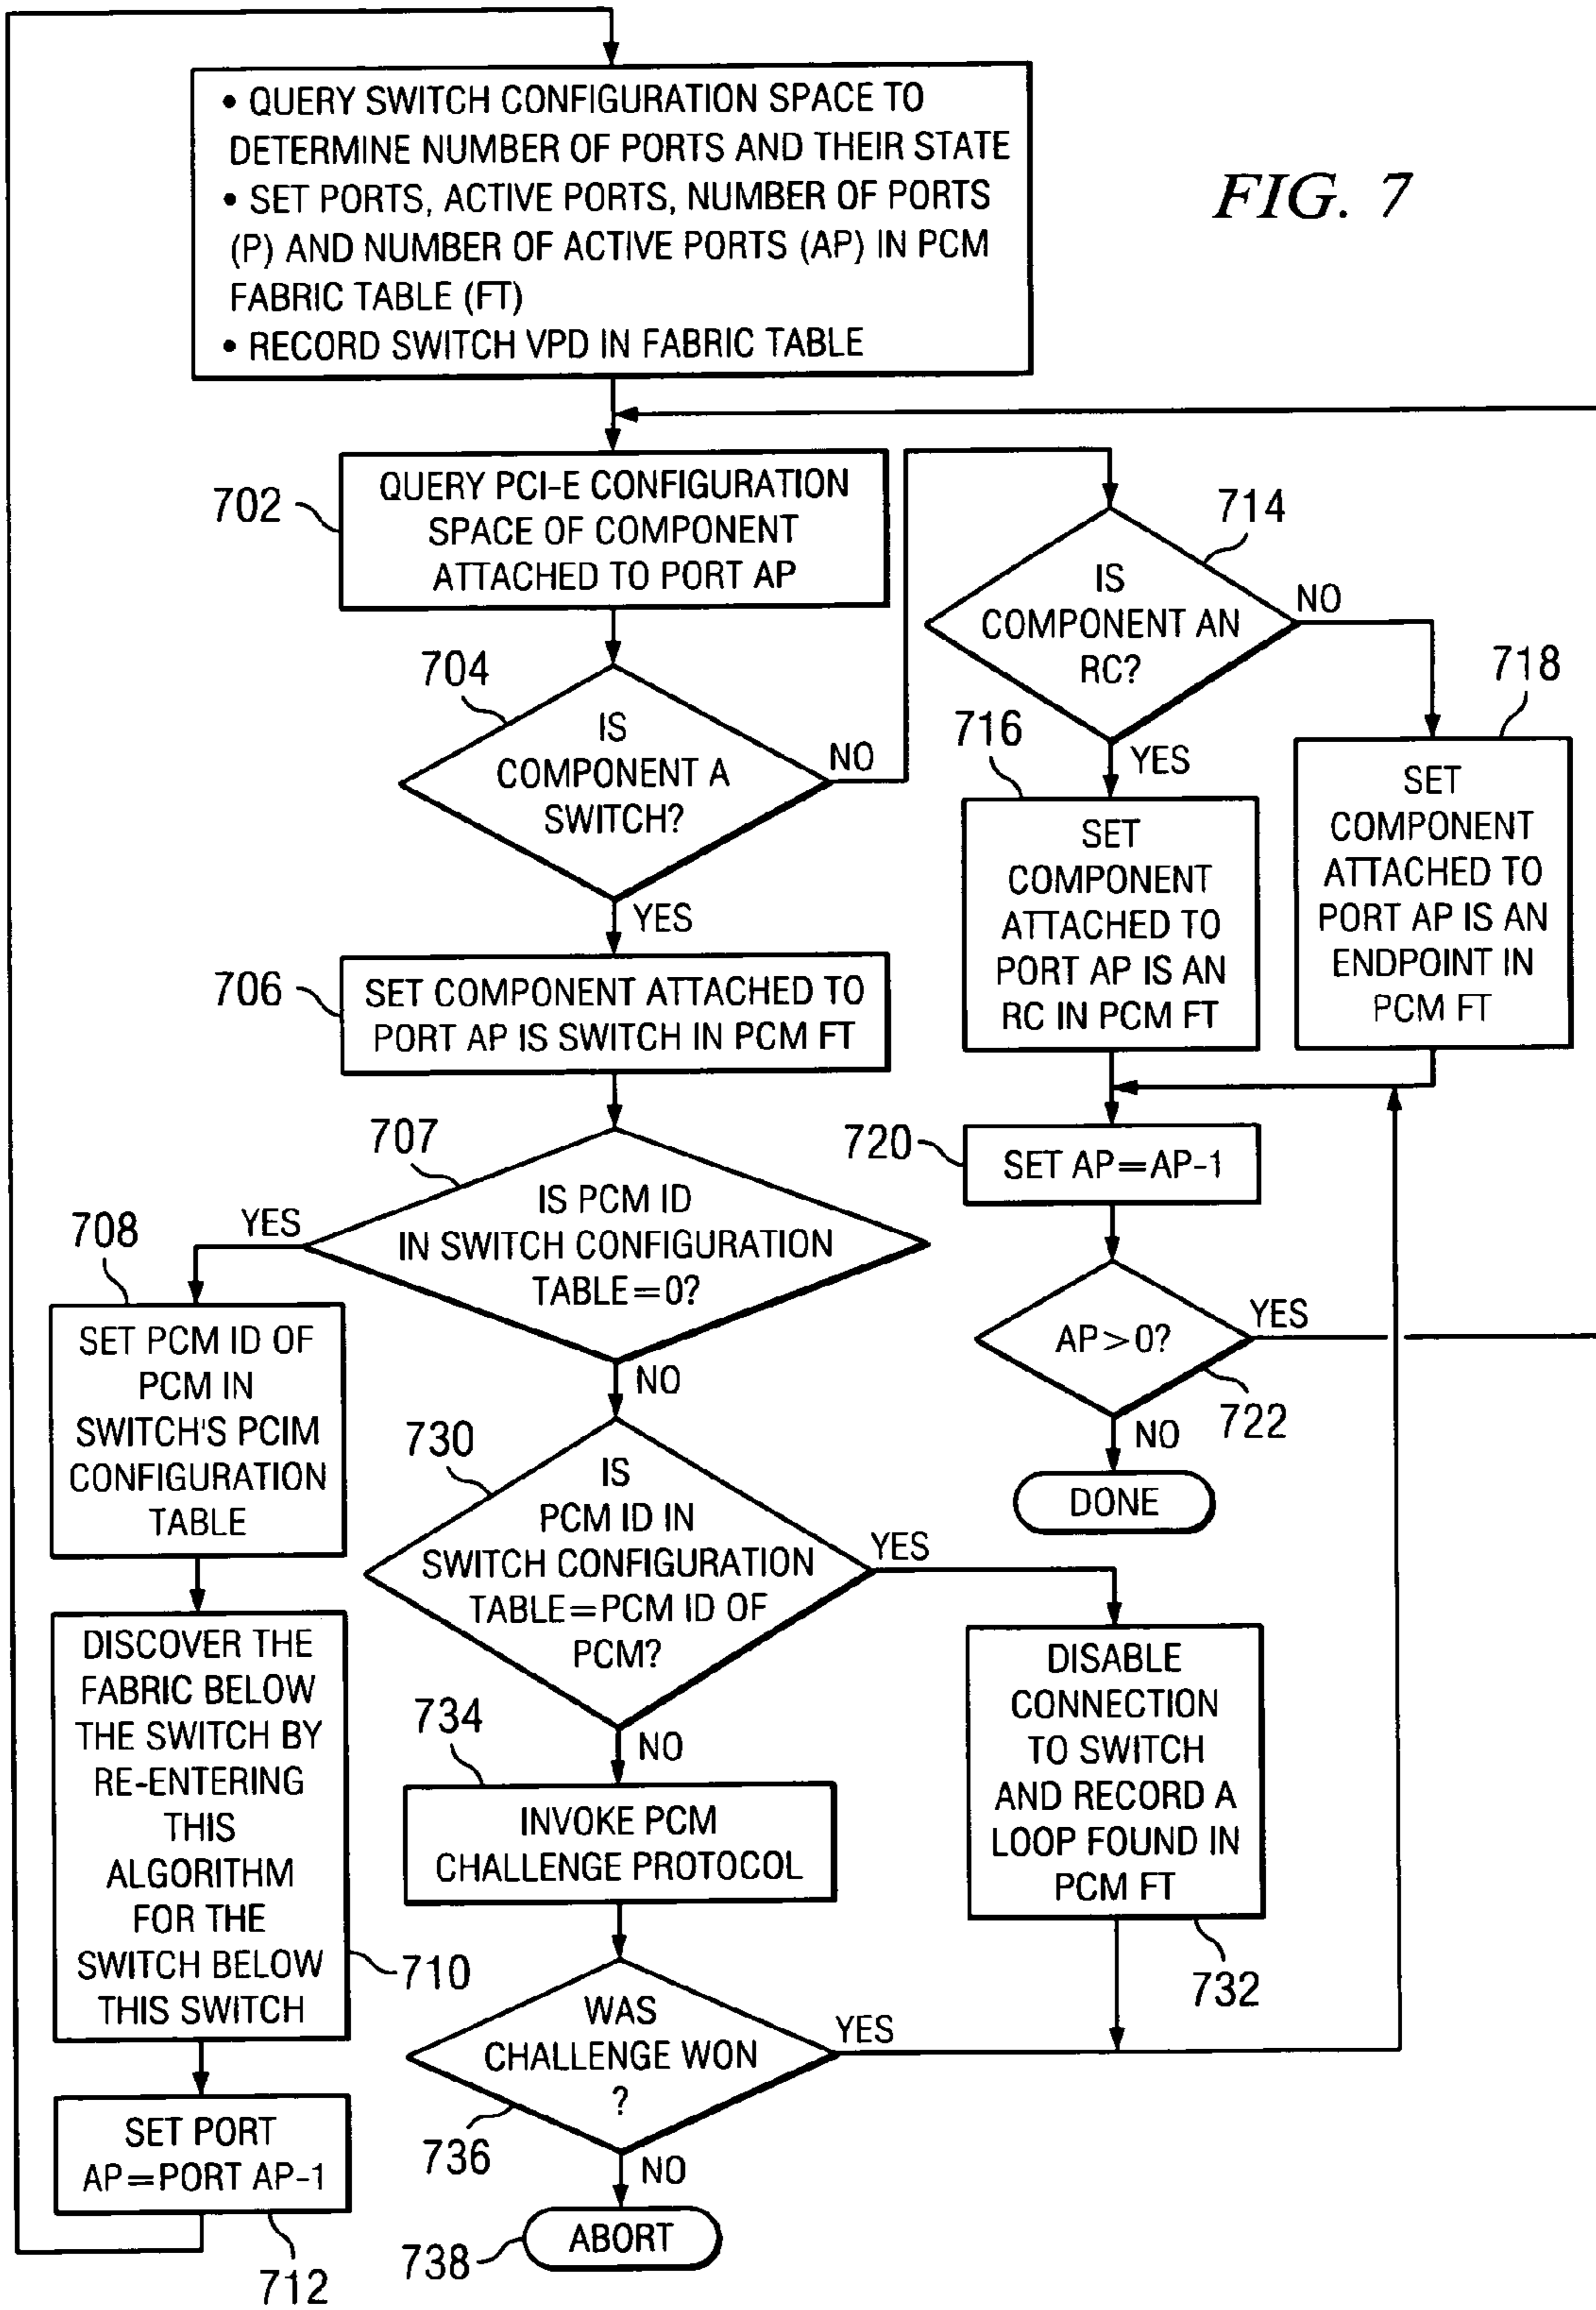 • QUERY SWITCH CONFIGURATION SPACE TO
DETERMINE NUMBER OF PORTS AND THEIR STATE
• SET PORTS, ACTIVE PORTS, NUMBER OF PORTS
(P) AND NUMBER OF ACTIVE PORTS (AP) IN PCM
FABRIC TABLE (FT)
• RECORD SWITCH VPD IN FABRIC TABLE
FIG. 7
702
QUERY PCI-E CONFIGURATION
SPACE OF COMPONENT
ATTACHED TO PORT AP
704
IS
COMPONENT A
SWITCH?
NO
YES
714
IS
COMPONENT AN
RC?
NO
YES
716
SET
COMPONENT
ATTACHED TO
PORT AP IS AN
RC IN PCM FT
718
SET
COMPONENT
ATTACHED TO
PORT AP IS AN
ENDPOINT IN
PCM FT
706
SET COMPONENT ATTACHED TO
PORT AP IS SWITCH IN PCM FT
720
SET AP=AP-1
AP>0?
YES
722
NO
DONE
707
IS PCM ID
IN SWITCH CONFIGURATION
TABLE=0?
YES
NO
708
SET PCM ID OF
PCM IN
SWITCH'S PCIM
CONFIGURATION
TABLE
DISCOVER THE
FABRIC BELOW
THE SWITCH BY
RE-ENTERING
THIS
ALGORITHM
FOR THE
SWITCH BELOW
THIS SWITCH
710
SET PORT
AP=PORT AP-1
712
730
IS
PCM ID IN
SWITCH CONFIGURATION
TABLE=PCM ID OF
PCM?
YES
NO
DISABLE
CONNECTION
TO SWITCH
AND RECORD A
LOOP FOUND IN
PCM FT
732
734
INVOKE PCM
CHALLENGE PROTOCOL
WAS
CHALLENGE WON
?
YES
736
NO
ABORT
738